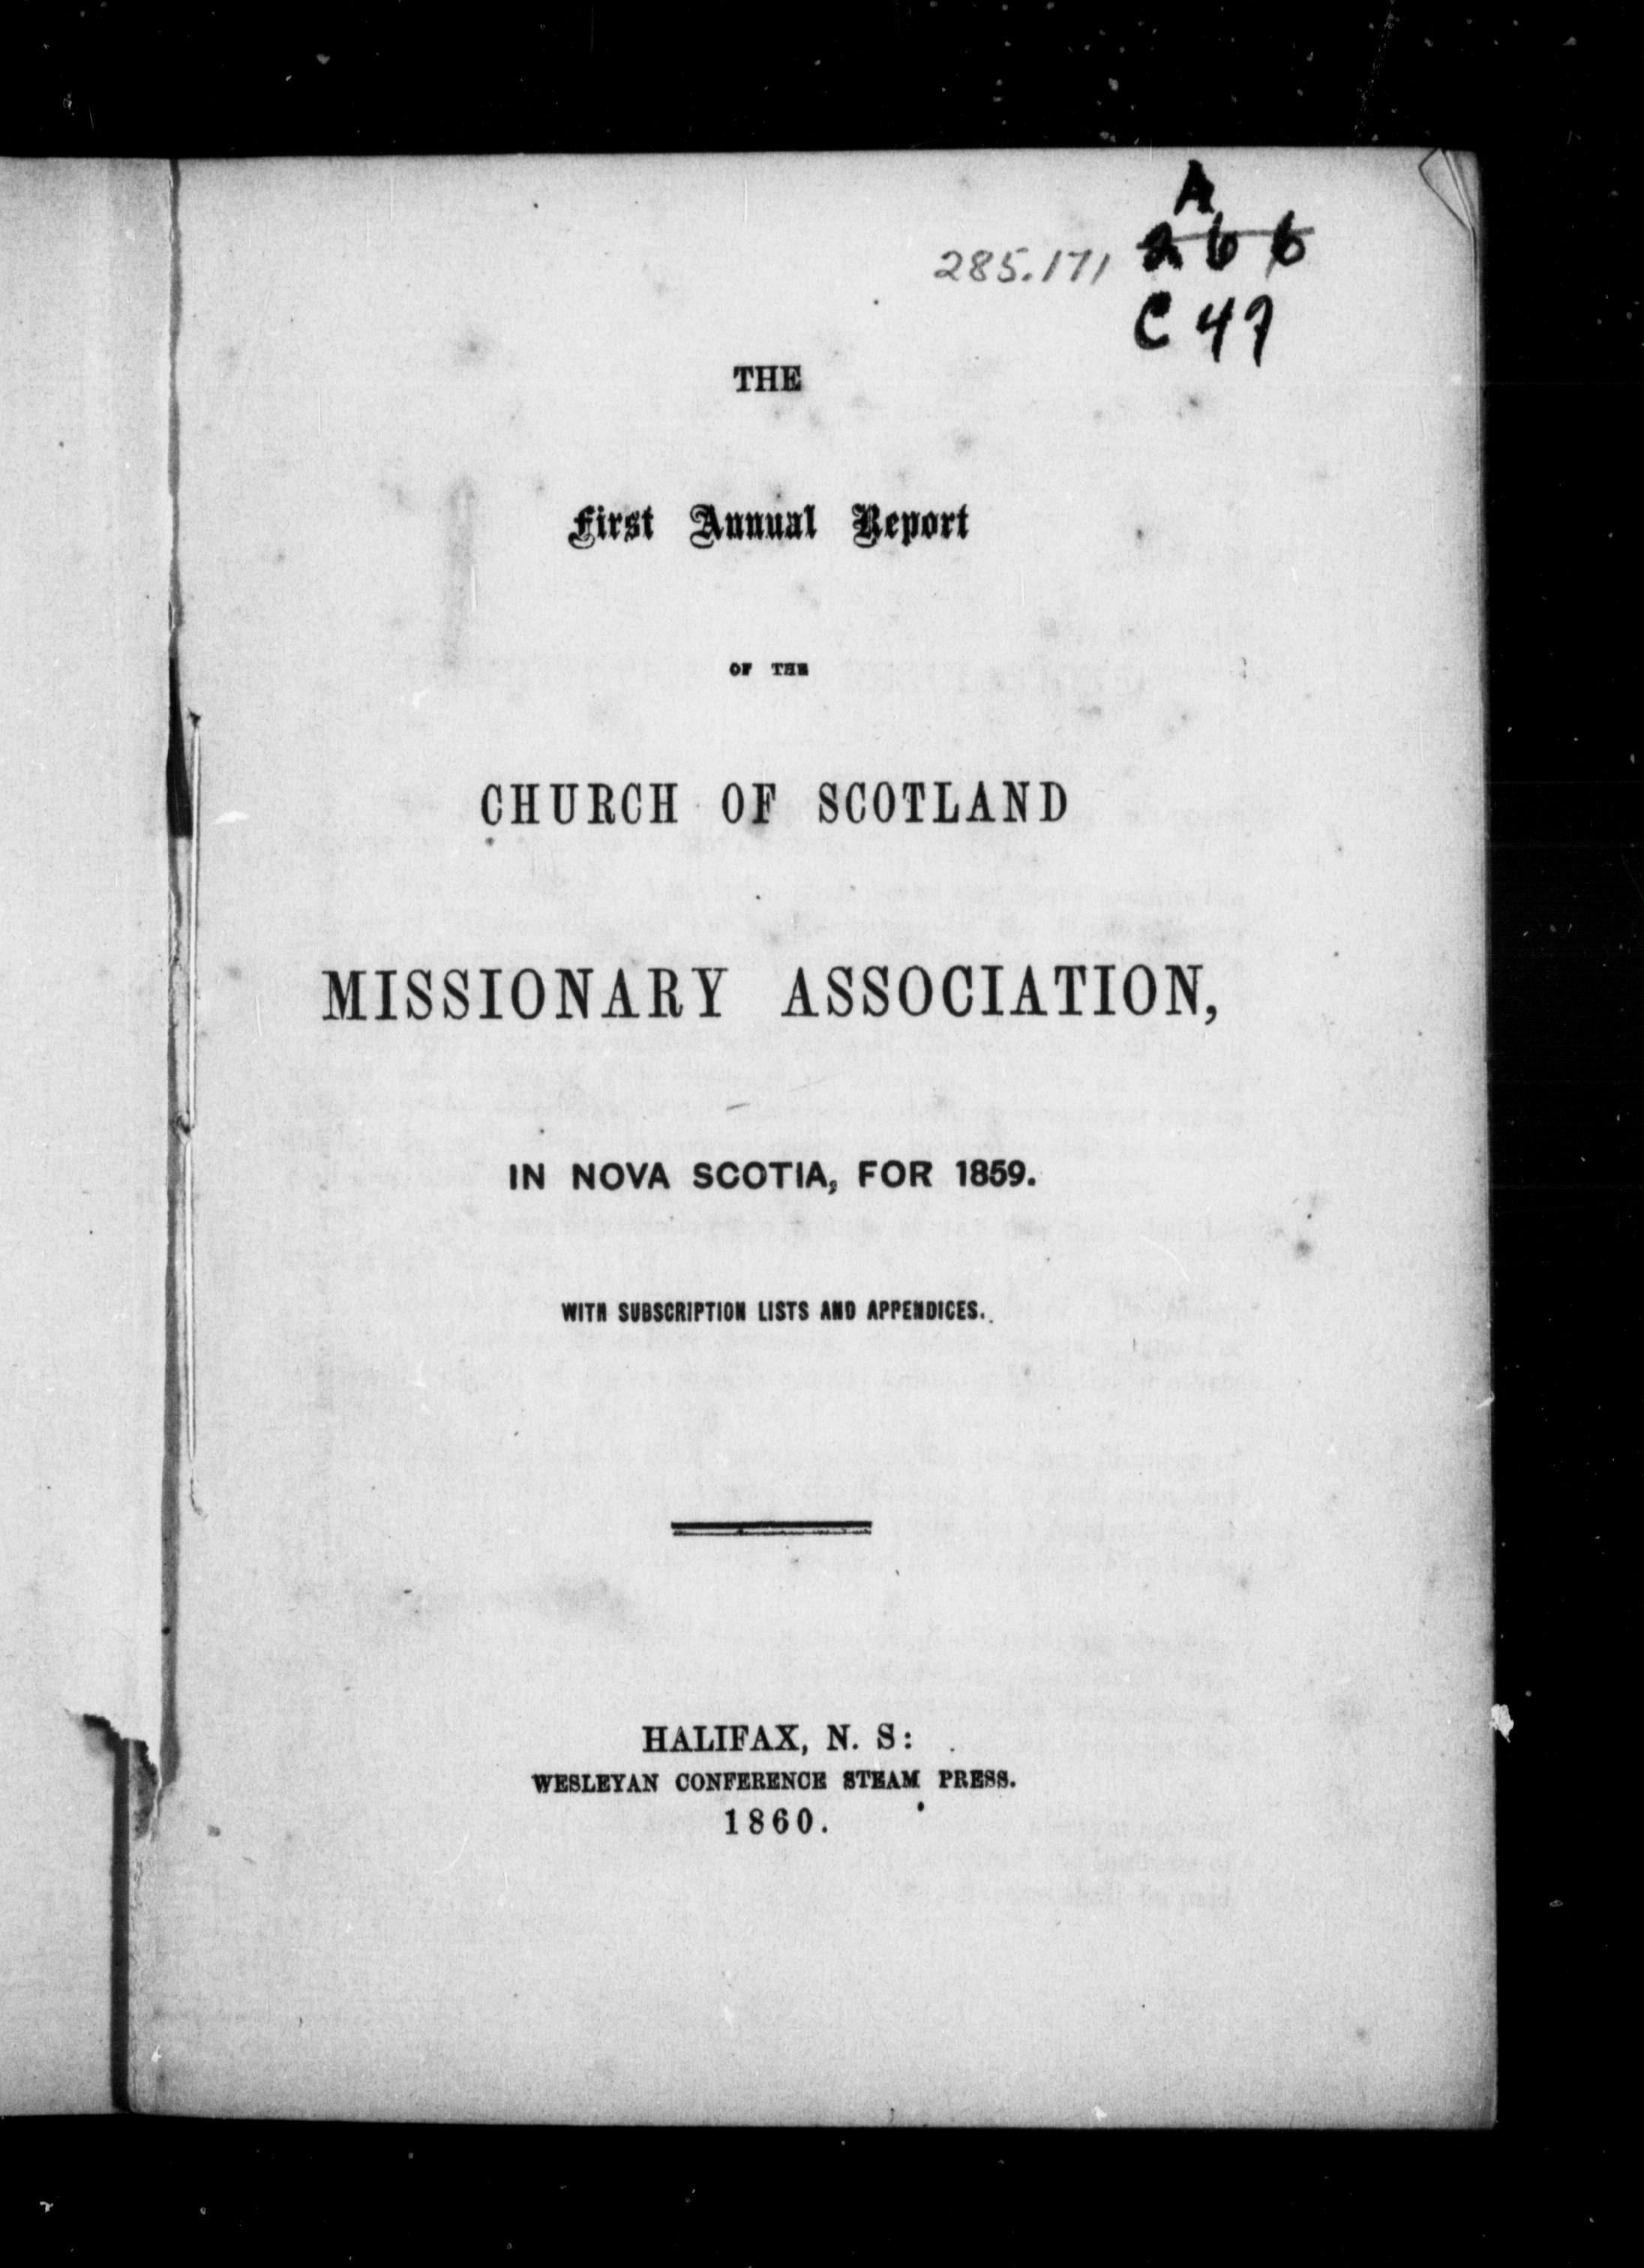 A
285.171 266
C47
THE
First Annual Report
OF THE
CHURCH OF SCOTLAND
MISSIONARY ASSOCIATION,
IN NOVA SCOTIA, FOR 1859.
WITH SUBSCRIPTION LISTS AND APPENDICES.
HALIFAX, N. S:
WESLEYAN CONFERENCE STEAM PRESS.
1860.